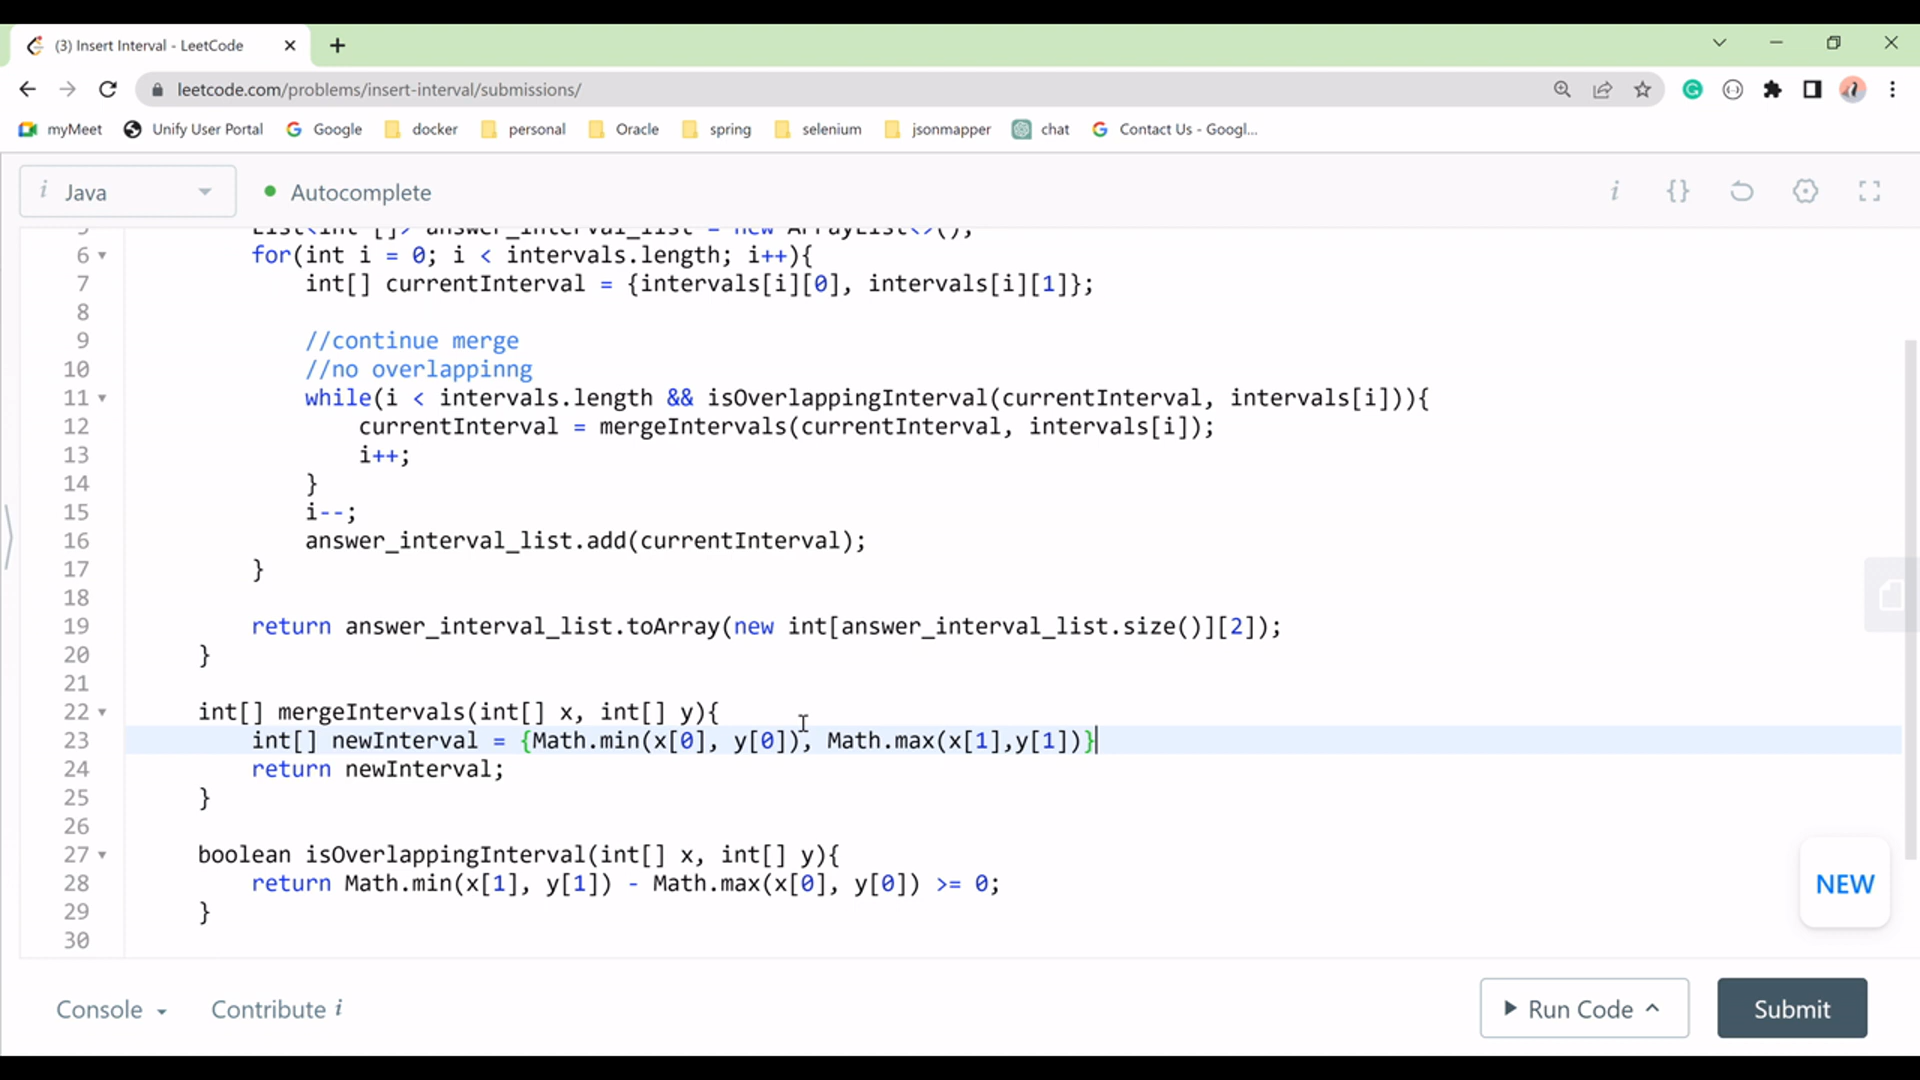 (3) Insert Interval - LeetCode
leetcode.com/problems/insert-interval/submissions/
myMeet Unify User Portal Google docker personal Oracle spring selenium jsonmapper chat Contact Us - Googl...
i Java Autocomplete i {}
5 List<int []> answer_interval_list = new ArrayList<>();
6 for(int i = 0; i < intervals.length; i++){
7 int[] currentInterval = {intervals[i][0], intervals[i][1]};
8
9 //continue merge
10 //no overlappinng
11 while(i < intervals.length && isOverlappingInterval(currentInterval, intervals[i])){
12 currentInterval = mergeIntervals(currentInterval, intervals[i]);
13 i++;
14 }
15 i--;
16 answer_interval_list.add(currentInterval);
17 }
18
19 return answer_interval_list.toArray(new int[answer_interval_list.size()][2]);
20 }
21
22 int[] mergeIntervals(int[] x, int[] y){
23 int[] newInterval = {Math.min(x[0], y[0]), Math.max(x[1],y[1])}
24 return newInterval;
25 }
26
27 boolean isOverlappingInterval(int[] x, int[] y){
28 return Math.min(x[1], y[1]) - Math.max(x[0], y[0]) >= 0;
29 }
30
NEW
Console Contribute i Run Code Submit